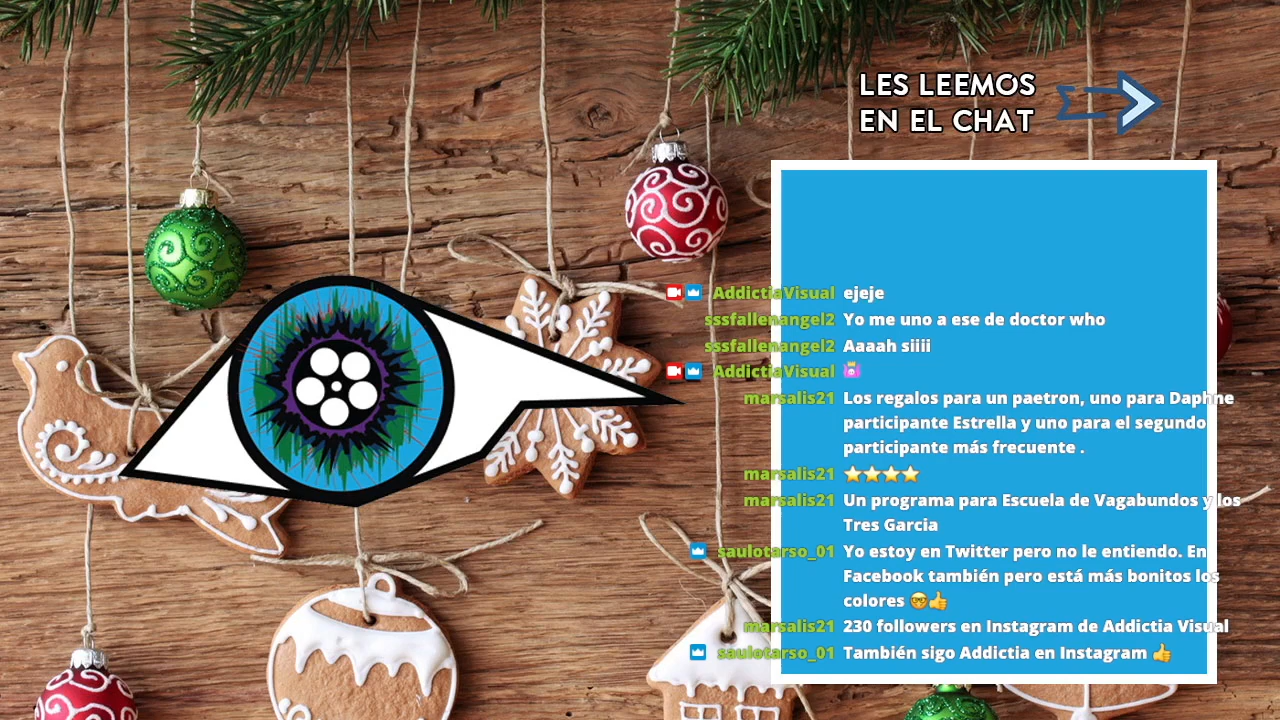 LES LEEMOS
EN EL CHAT
AddictiaVisual ejeje
sssfallenangel2 Yo me uno a ese de doctor who
sssfallenangel2 Aaaah siiii
AddictiaVisual
marsalis21 Los regalos para un paetron, uno para Daphne
participante Estrella y uno para el segundo
participante más frecuente .
marsalis21 ⭐⭐⭐⭐
marsalis21 Un programa para Escuela de Vagabundos y los
Tres Garcia
saulotarso_01 Yo estoy en Twitter pero no le entiendo. En
Facebook también pero está más bonitos los
colores 🤓👍
marsalis21 230 followers en Instagram de Addictia Visual
saulotarso_01 También sigo Addictia en Instagram 👍